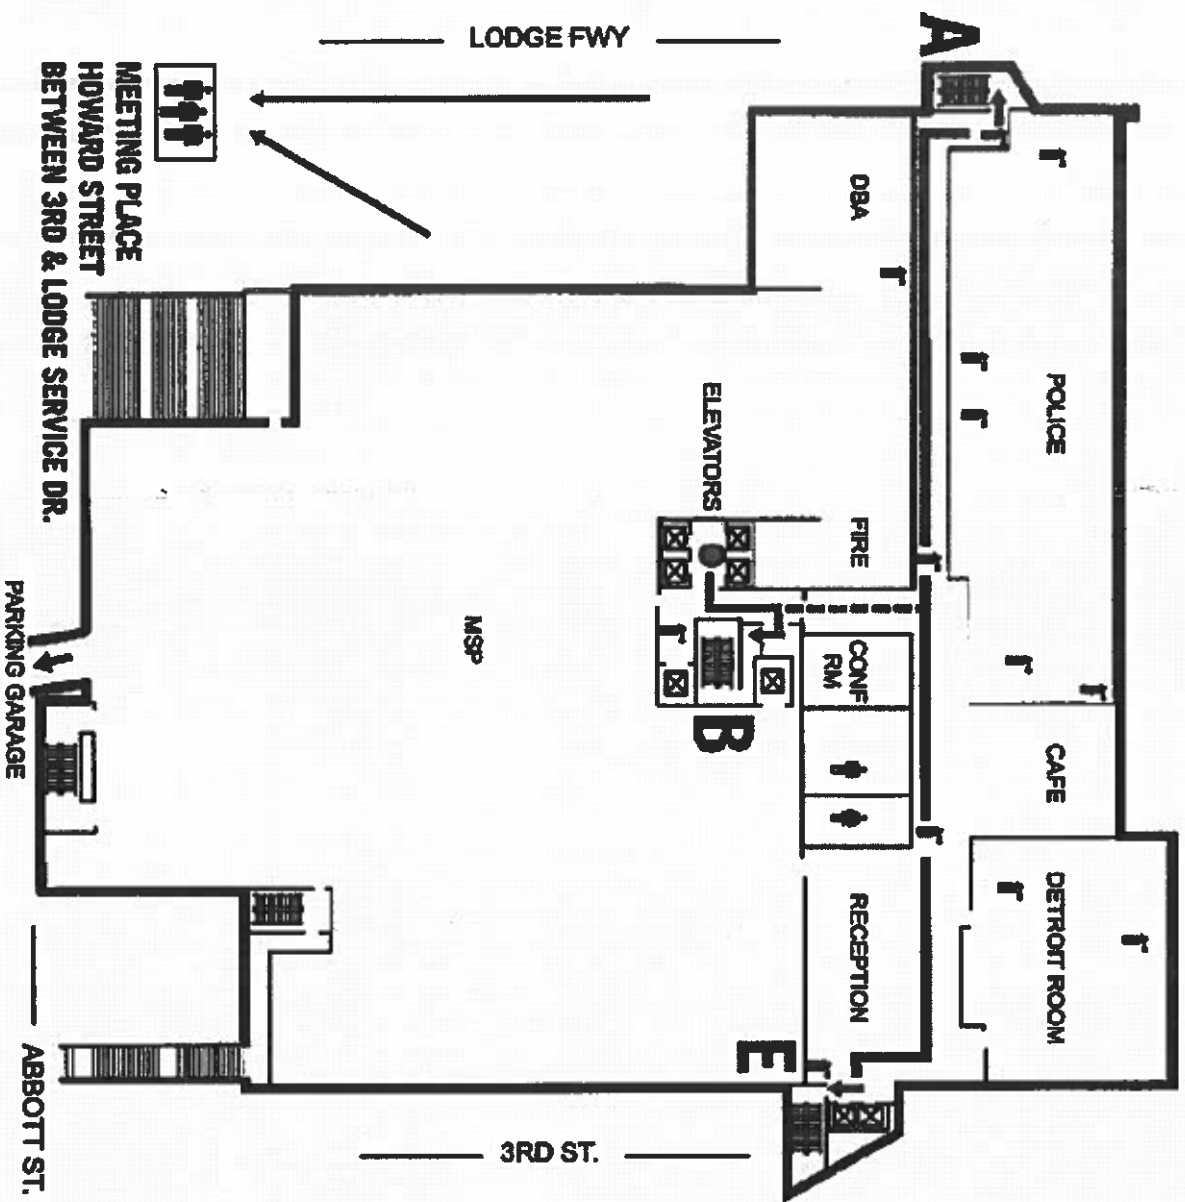 LODGE FWY
A
MEETING PLACE
HOWARD STREET
BETWEEN 3RD & LODGE SERVICE DR.
DBA
POLICE
ELEVATORS
FIRE
MSP
CONF
RM
B
CAFE
PARKING GARAGE
RECEPTION
DETROIT ROOM
E
ABBOTT ST.
3RD ST.